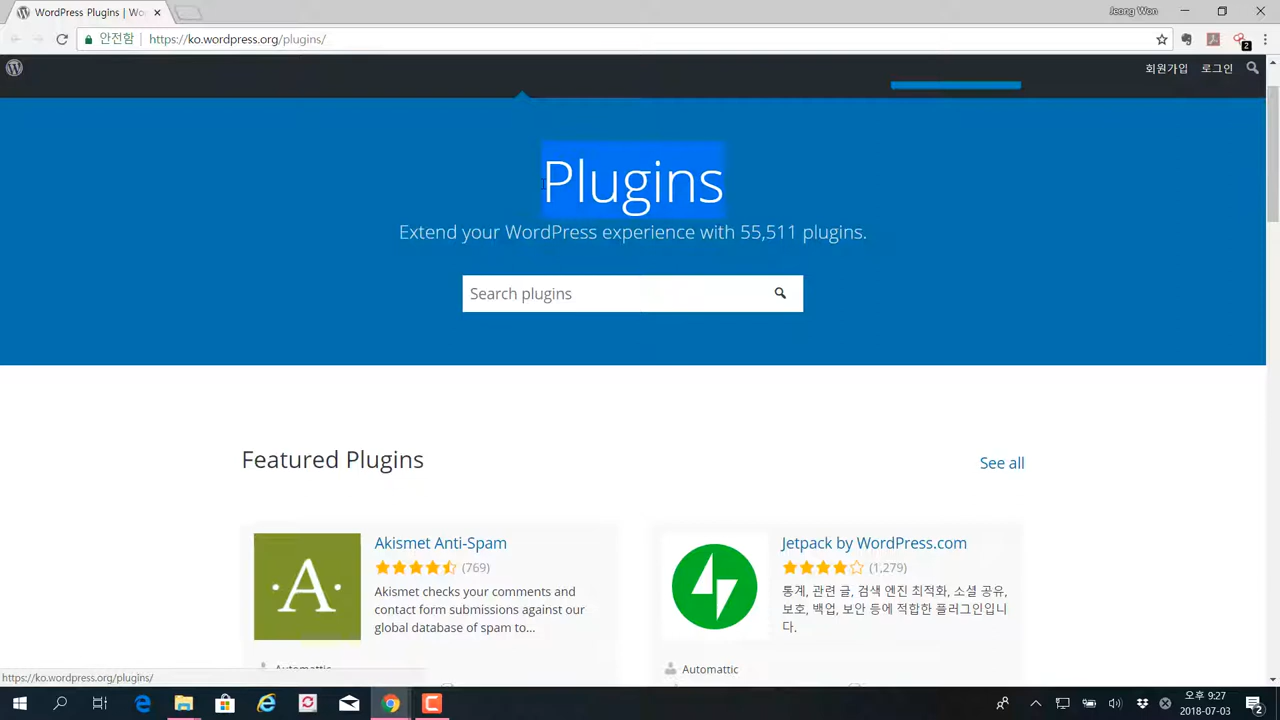 WordPress Plugins | Wo
Jeong Won
안전함
https://ko.wordpress.org/plugins/
2
회원가입
로그인
Plugins
Extend your WordPress experience with 55,511 plugins.
Search plugins
Featured Plugins
See all
A
Akismet Anti-Spam
(769)
Akismet checks your comments and
contact form submissions against our
global database of spam to...
Automattic
Jetpack by WordPress.com
(1,279)
통계, 관련 글, 검색 엔진 최적화, 소셜 공유,
보호, 백업, 보안 등에 적합한 플러그인입니
다.
Automattic
https://ko.wordpress.org/plugins/
오후 9:27
2018-07-03
2